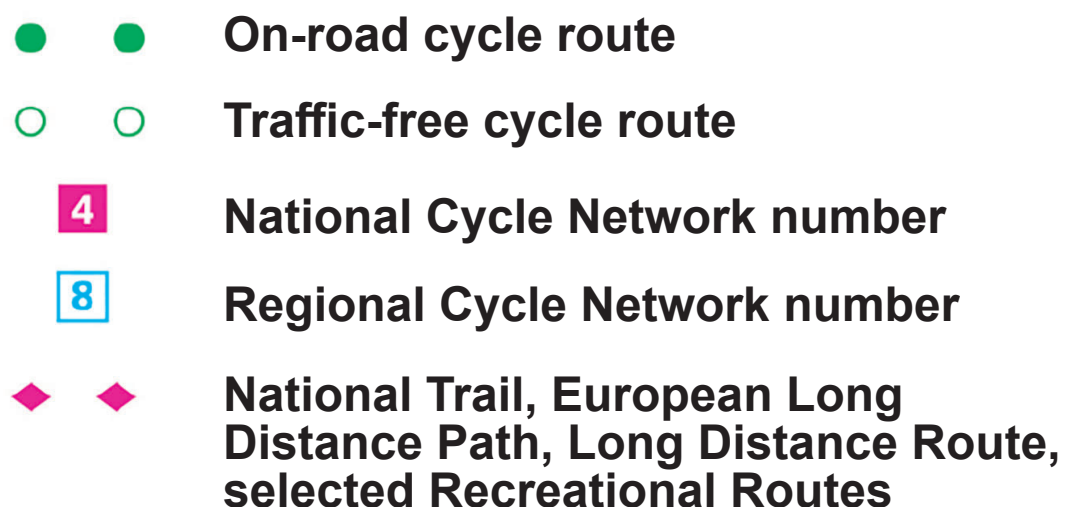 On-road cycle route
Traffic-free cycle route
4 National Cycle Network number
8 Regional Cycle Network number
National Trail, European Long
Distance Path, Long Distance Route,
selected Recreational Routes